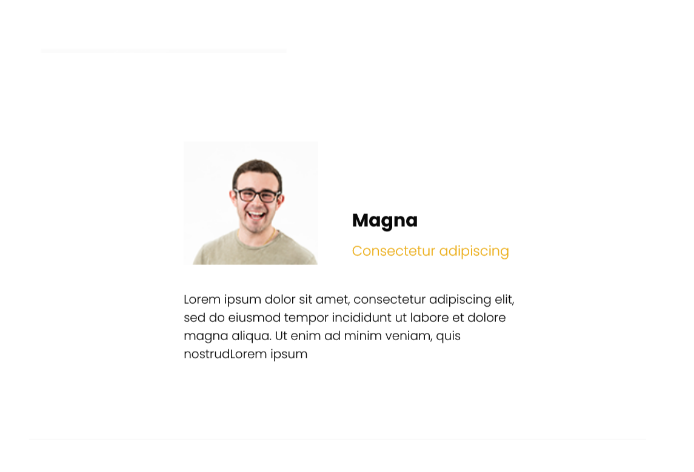 Magna
Consectetur adipiscing
Lorem ipsum dolor sit amet, consectetur adipiscing elit,
sed do eiusmod tempor incididunt ut labore et dolore
magna aliqua. Ut enim ad minim veniam, quis
nostrudLorem ipsum